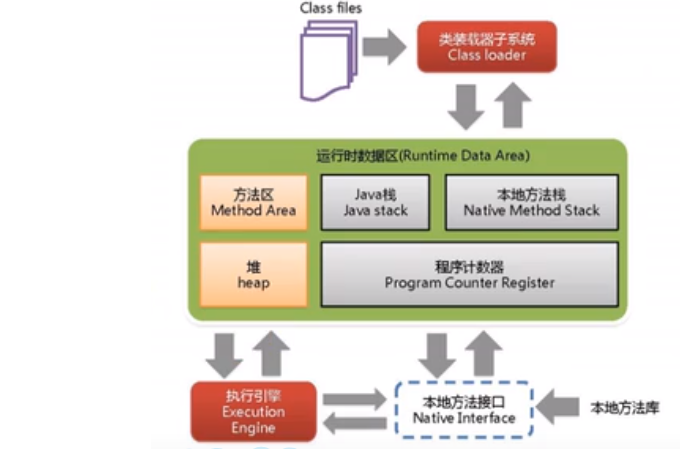 Class files
类装载器子系统
Class loader
运行时数据区(Runtime Data Area)
方法区
Method Area
Java栈
Java stack
本地方法栈
Native Method Stack
堆
heap
程序计数器
Program Counter Register
执行引擎
Execution
Engine
本地方法接口
Native Interface
本地方法库